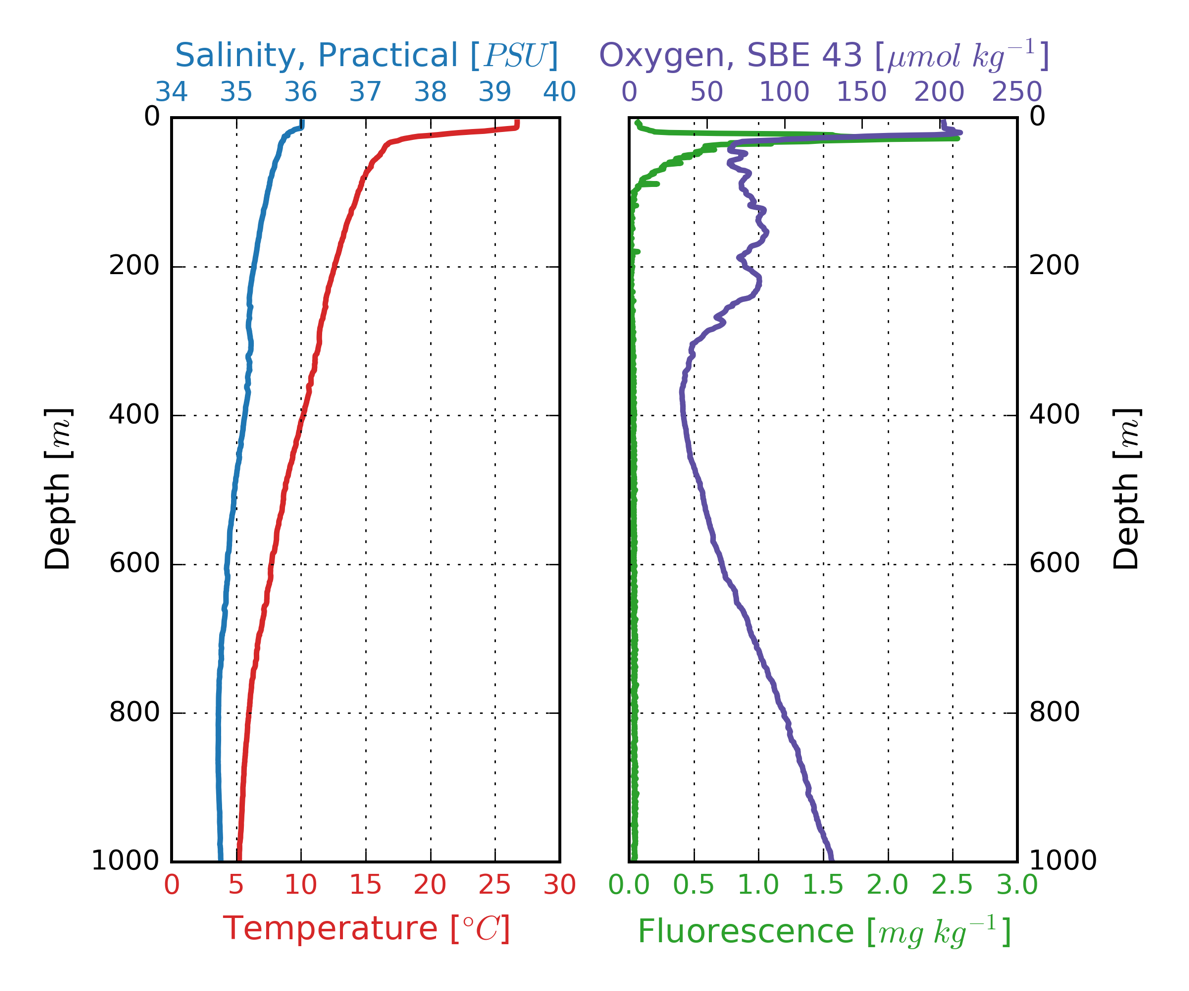 Salinity, Practical [PSU]
34 35 36 37 38 39 40
Oxygen, SBE 43 [μmol kg⁻¹]
0 50 100 150 200 250
0
200
400
600
800
1000
Depth [m]
0
200
400
600
800
1000
Depth [m]
0 5 10 15 20 25 30
Temperature [°C]
0.0 0.5 1.0 1.5 2.0 2.5 3.0
Fluorescence [mg kg⁻¹]